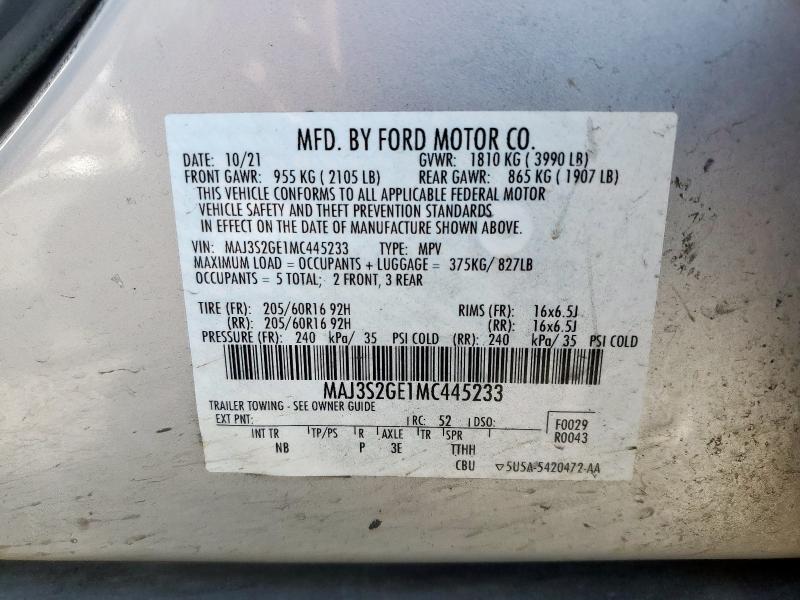 MFD. BY FORD MOTOR CO.
DATE: 10/21 GVWR: 1810 KG ( 3990 LB)
FRONT GAWR: 955 KG ( 2105 LB) REAR GAWR: 865 KG ( 1907 LB)
THIS VEHICLE CONFORMS TO ALL APPLICABLE FEDERAL MOTOR
VEHICLE SAFETY AND THEFT PREVENTION STANDARDS
IN EFFECT ON THE DATE OF MANUFACTURE SHOWN ABOVE.
VIN: MAJ3S2GE1MC445233 TYPE: MPV
MAXIMUM LOAD = OCCUPANTS + LUGGAGE = 375KG/ 827LB
OCCUPANTS = 5 TOTAL; 2 FRONT, 3 REAR
TIRE (FR): 205/60R16 92H RIMS (FR): 16x6.5J
(RR): 205/60R16 92H (RR): 16x6.5J
PRESSURE (FR): 240 kPa/ 35 PSI COLD (RR): 240 kPa/ 35 PSI COLD
MAJ3S2GE1MC445233
TRAILER TOWING - SEE OWNER GUIDE
EXT PNT: RC: 52 DSO: F0029
INT TR TP/PS R AXLE TR SPR R0043
NB P 3E TTHH
CBU 5U5A-5420472-AA